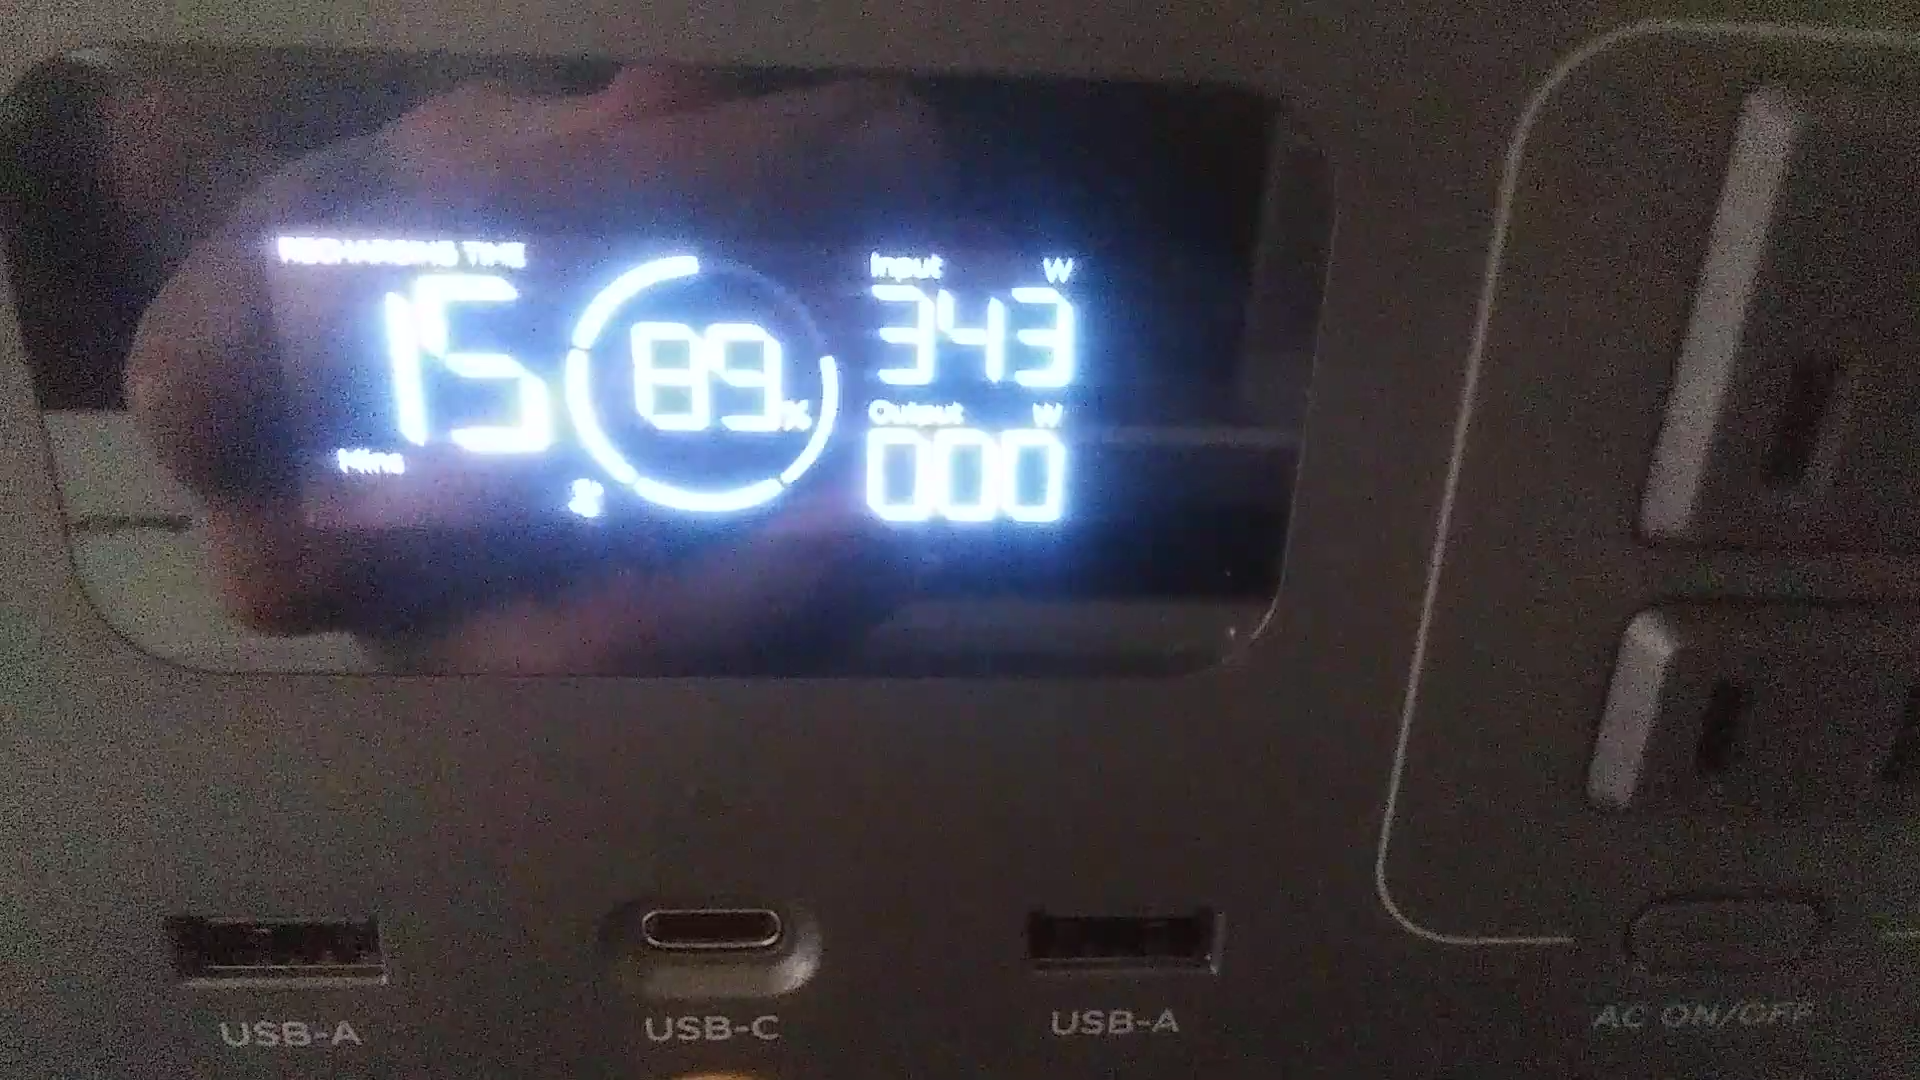 RECHARGING TIME
15
Mins
89%
Input W
343
Output W
000
USB-A
USB-C
USB-A
AC ON/OFF